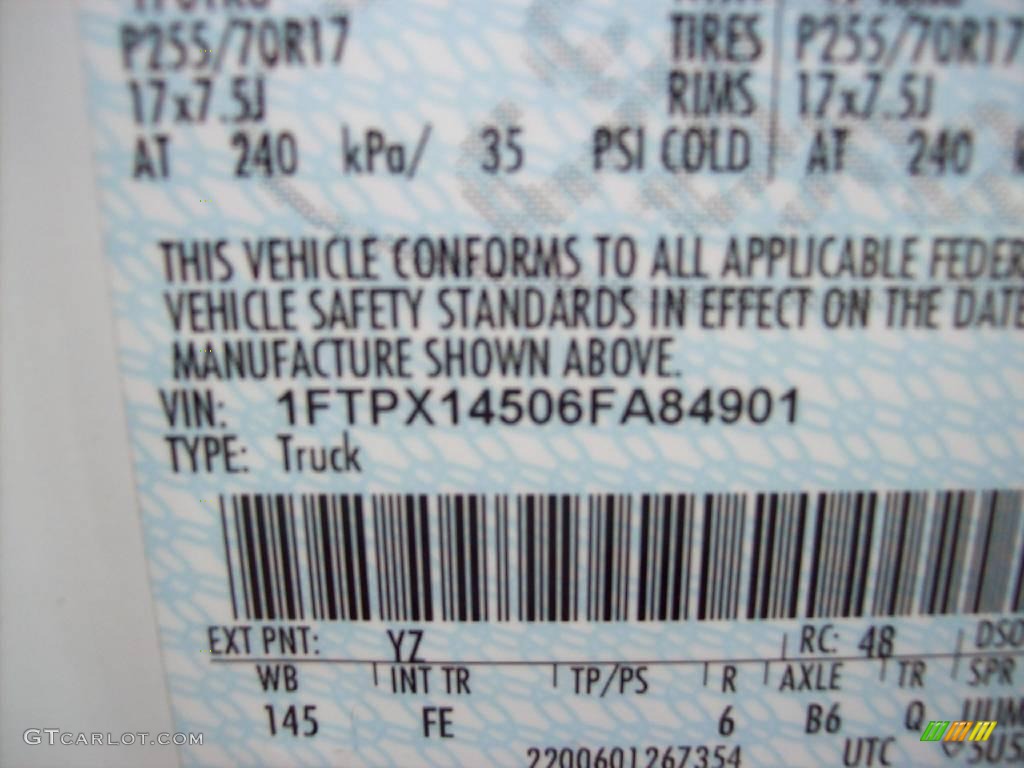 P255/70R17 TIRES P255/70R17
17x7.5J RIMS 17x7.5J
AT 240 kPa/ 35 PSI COLD AT 240
THIS VEHICLE CONFORMS TO ALL APPLICABLE FEDER
VEHICLE SAFETY STANDARDS IN EFFECT ON THE DATE
MANUFACTURE SHOWN ABOVE.
VIN: 1FTPX14506FA84901
TYPE: Truck
EXT PNT: YZ RC: 48 DSO
WB INT TR TP/PS R AXLE TR SPR
145 FE 6 B6 Q
2200601267354 UTC
GTCARLOT.COM